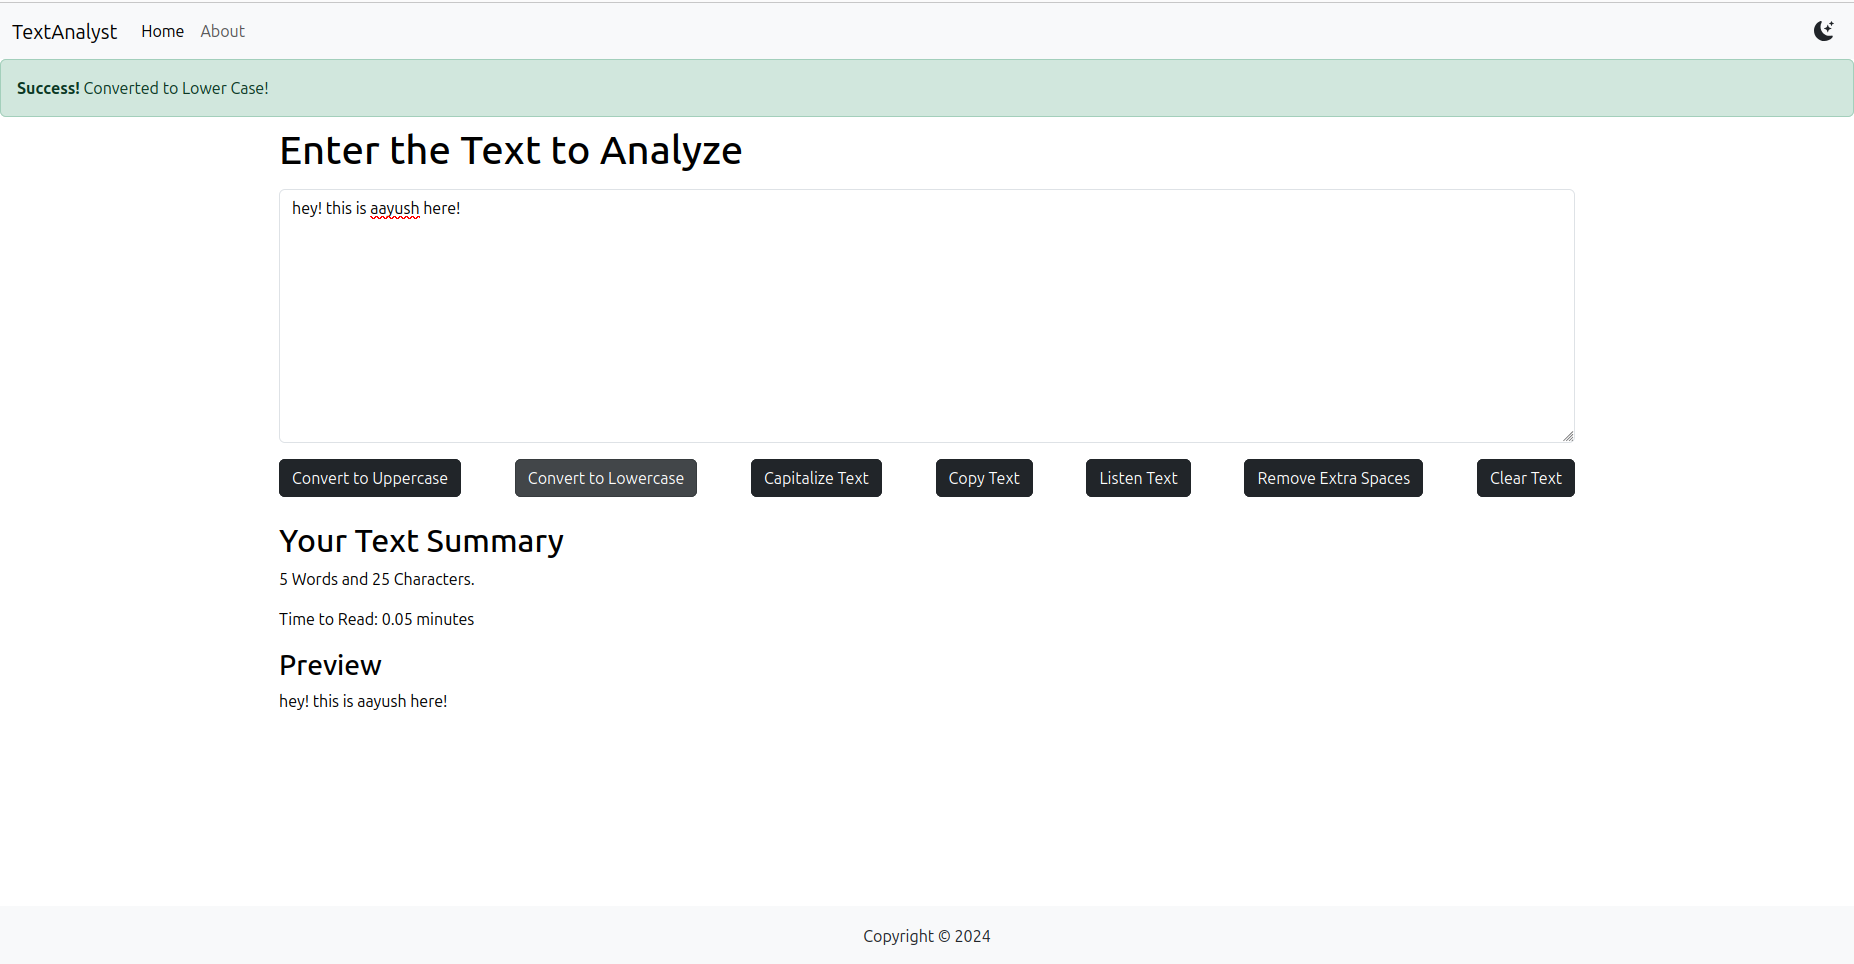 TextAnalyst Home About
Success! Converted to Lower Case!
Enter the Text to Analyze
hey! this is aayush here!
Convert to Uppercase Convert to Lowercase Capitalize Text Copy Text Listen Text Remove Extra Spaces Clear Text
Your Text Summary
5 Words and 25 Characters.
Time to Read: 0.05 minutes
Preview
hey! this is aayush here!
Copyright © 2024